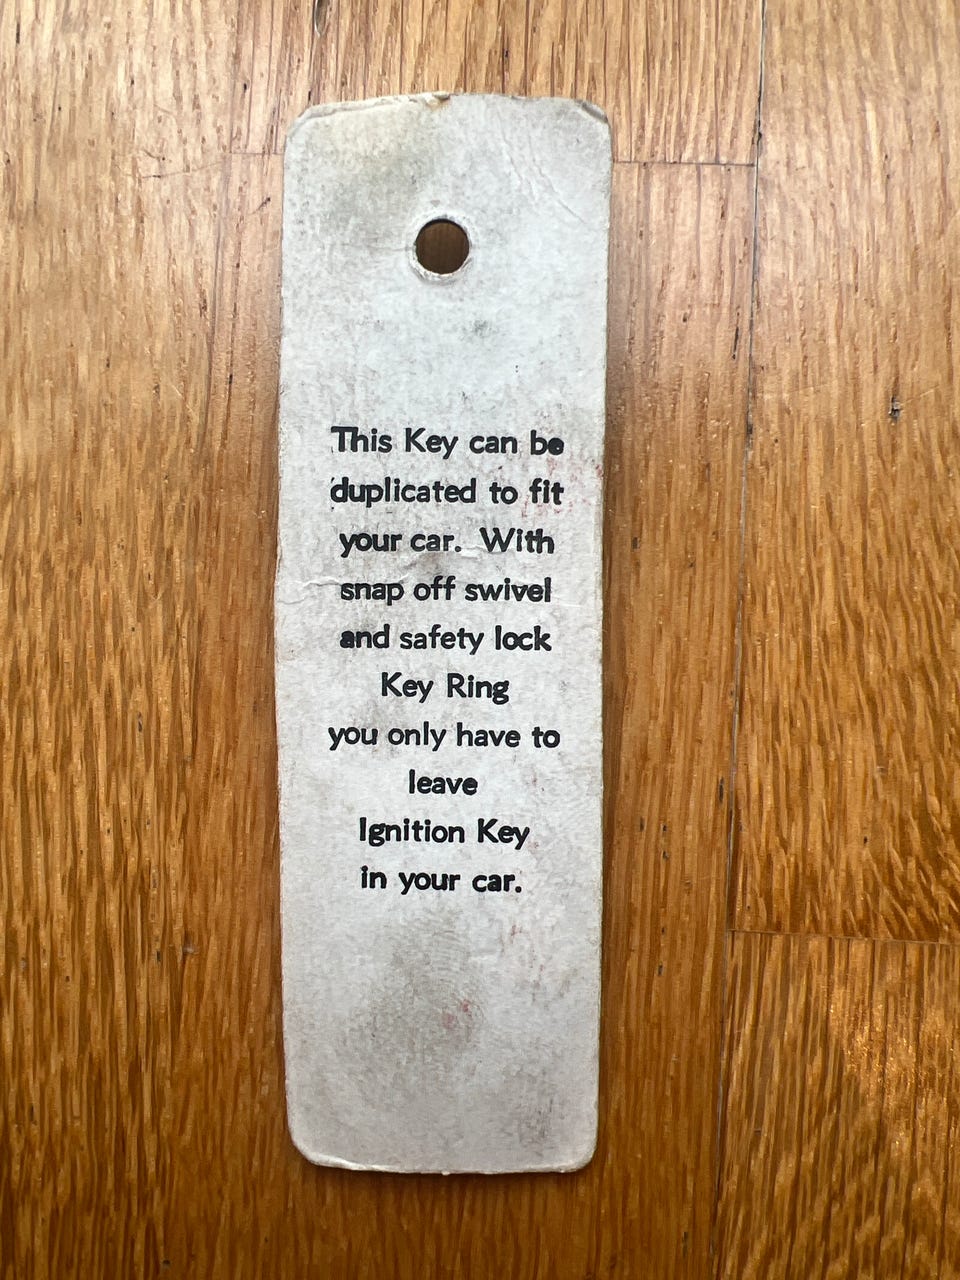 This Key can be
duplicated to fit
your car. With
snap off swivel
and safety lock
Key Ring
you only have to
leave
Ignition Key
in your car.